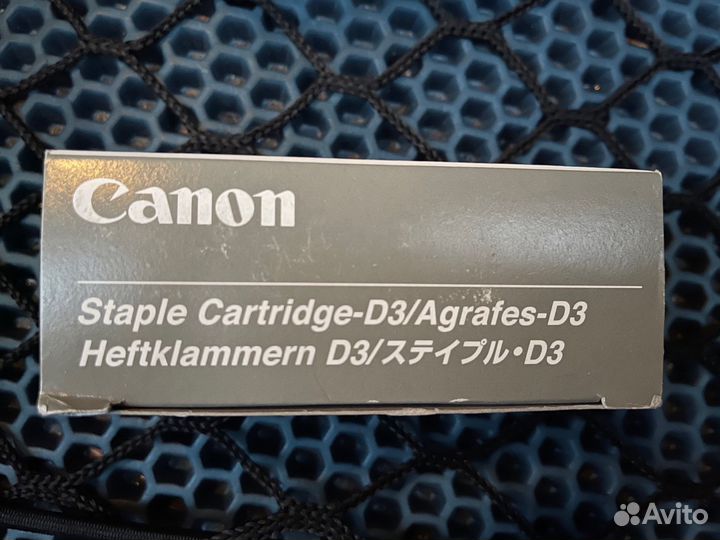 Canon
Staple Cartridge-D3/Agrafes-D3
Heftklammern D3/ステイプル・D3
Avito